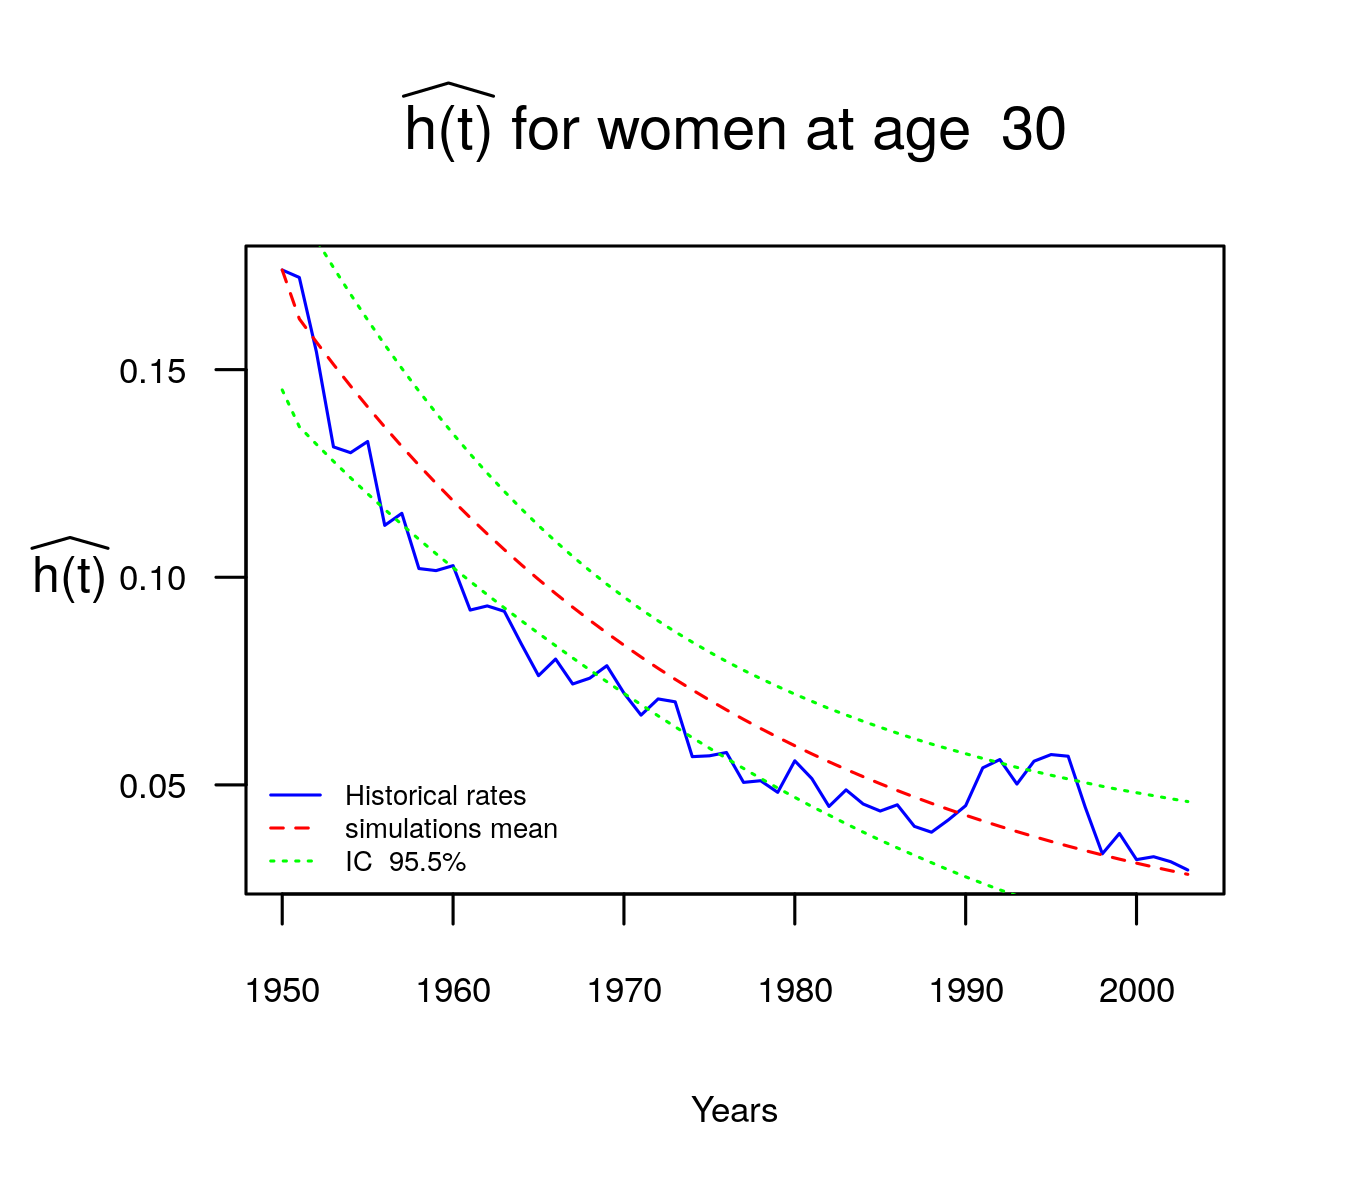 h(t) for women at age 30
h(t)
0.15
0.10
0.05
Historical rates
simulations mean
IC 95.5%
1950 1960 1970 1980 1990 2000
Years